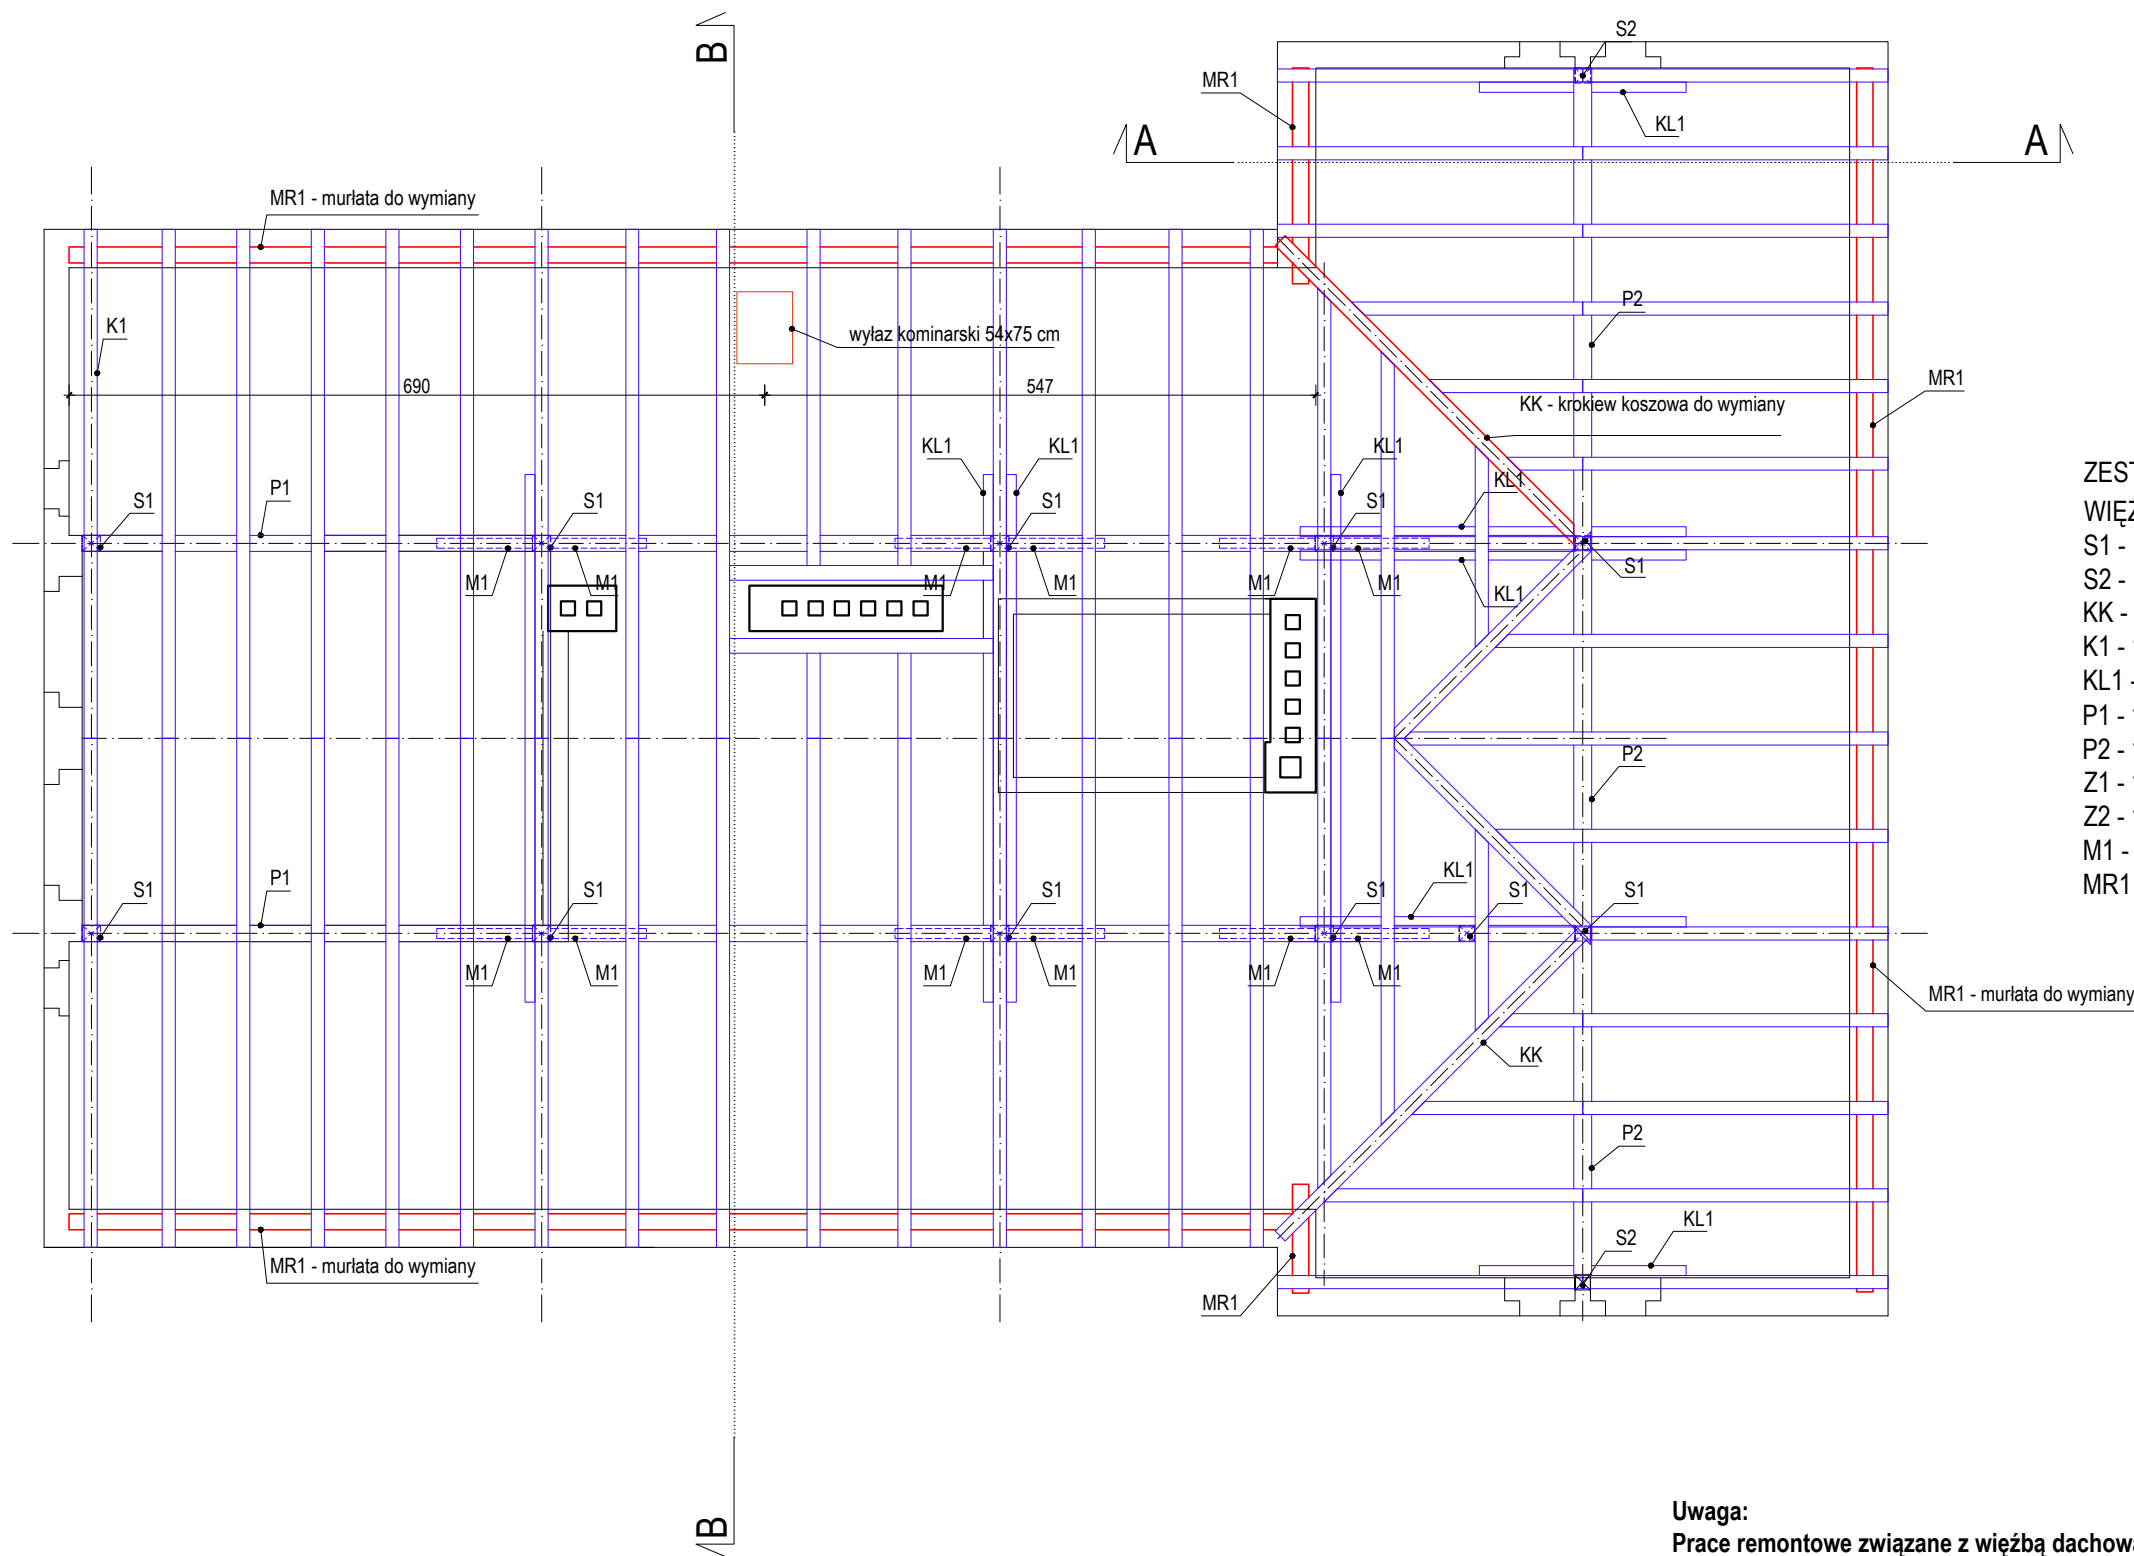 B
S2
MR1
KL1
A
A
MR1 - murłata do wymiany
K1
wyłaz kominarski 54x75 cm
P2
690
547
MR1
KK - krokiew koszowa do wymiany
KL1
KL1
KL1
KL1
S1
P1
S1
S1
S1
M1
M1
M1
M1
M1
M1
KL1
S1
P2
S1
P1
S1
S1
S1
KL1
S1
S1
M1
M1
M1
M1
M1
M1
MR1 - murłata do wymiany
KK
P2
KL1
S2
MR1 - murłata do wymiany
MR1
B
ZEST
WIĘŹ
S1 -
S2 -
KK -
K1 -
KL1 -
P1 -
P2 -
Z1 -
Z2 -
M1 -
MR1
Uwaga:
Prace remontowe związane z więźbą dachową